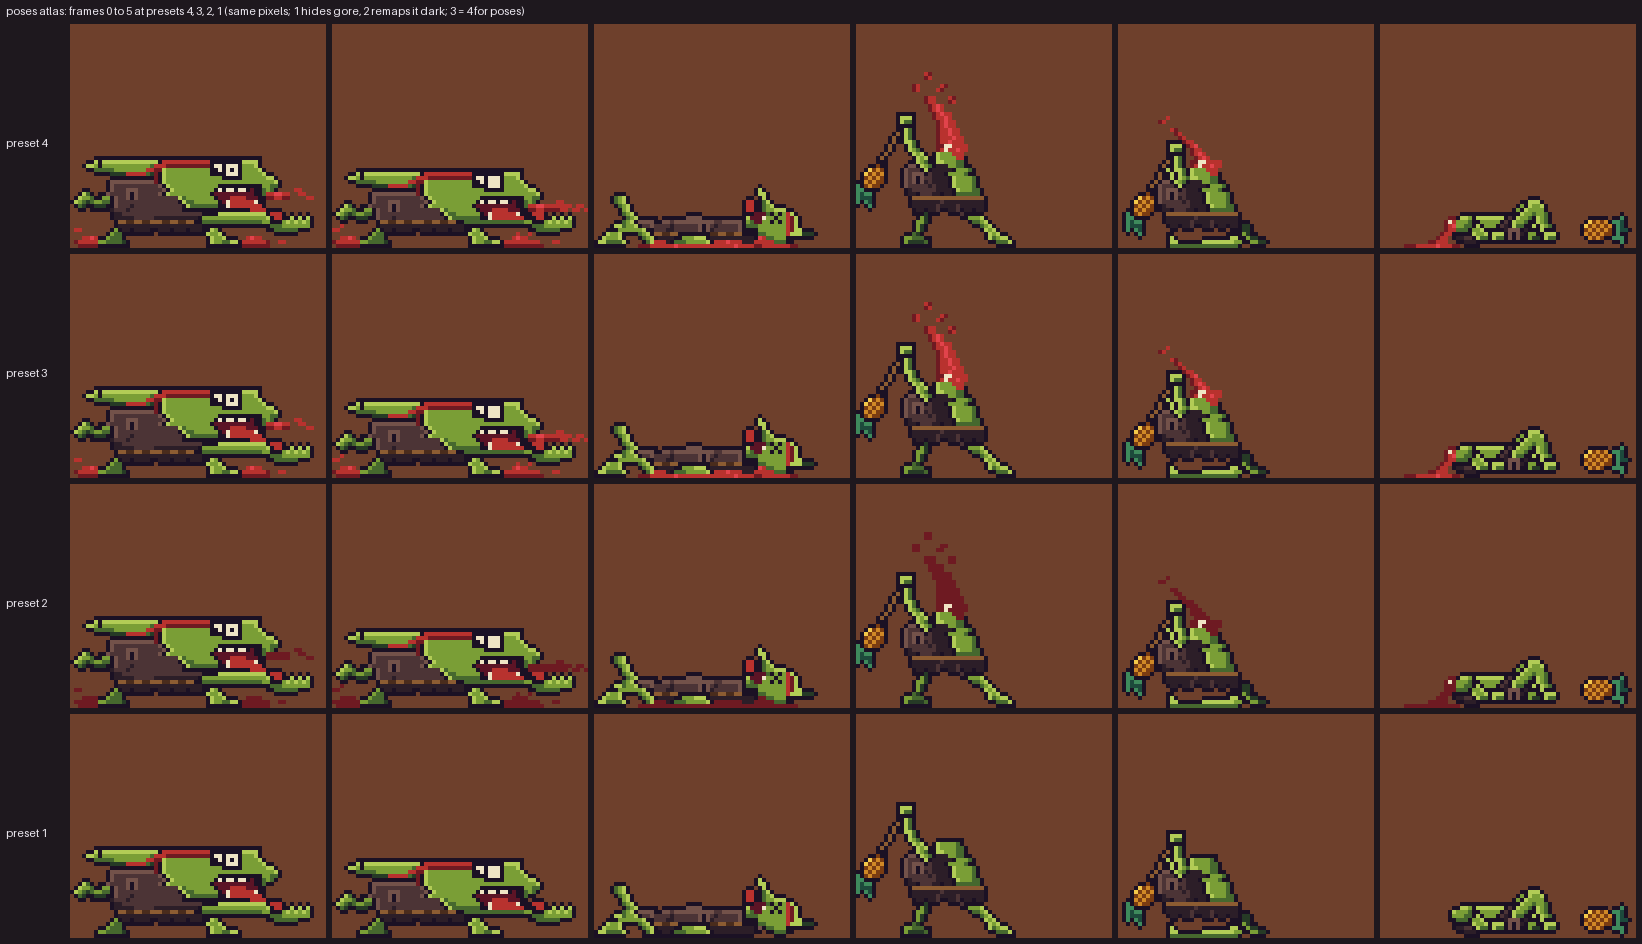 poses atlas: frames 0 to 5 at presets 4, 3, 2, 1 (same pixels; 1 hides gore, 2 remaps it dark; 3 = 4 for poses)
preset 4
preset 3
preset 2
preset 1